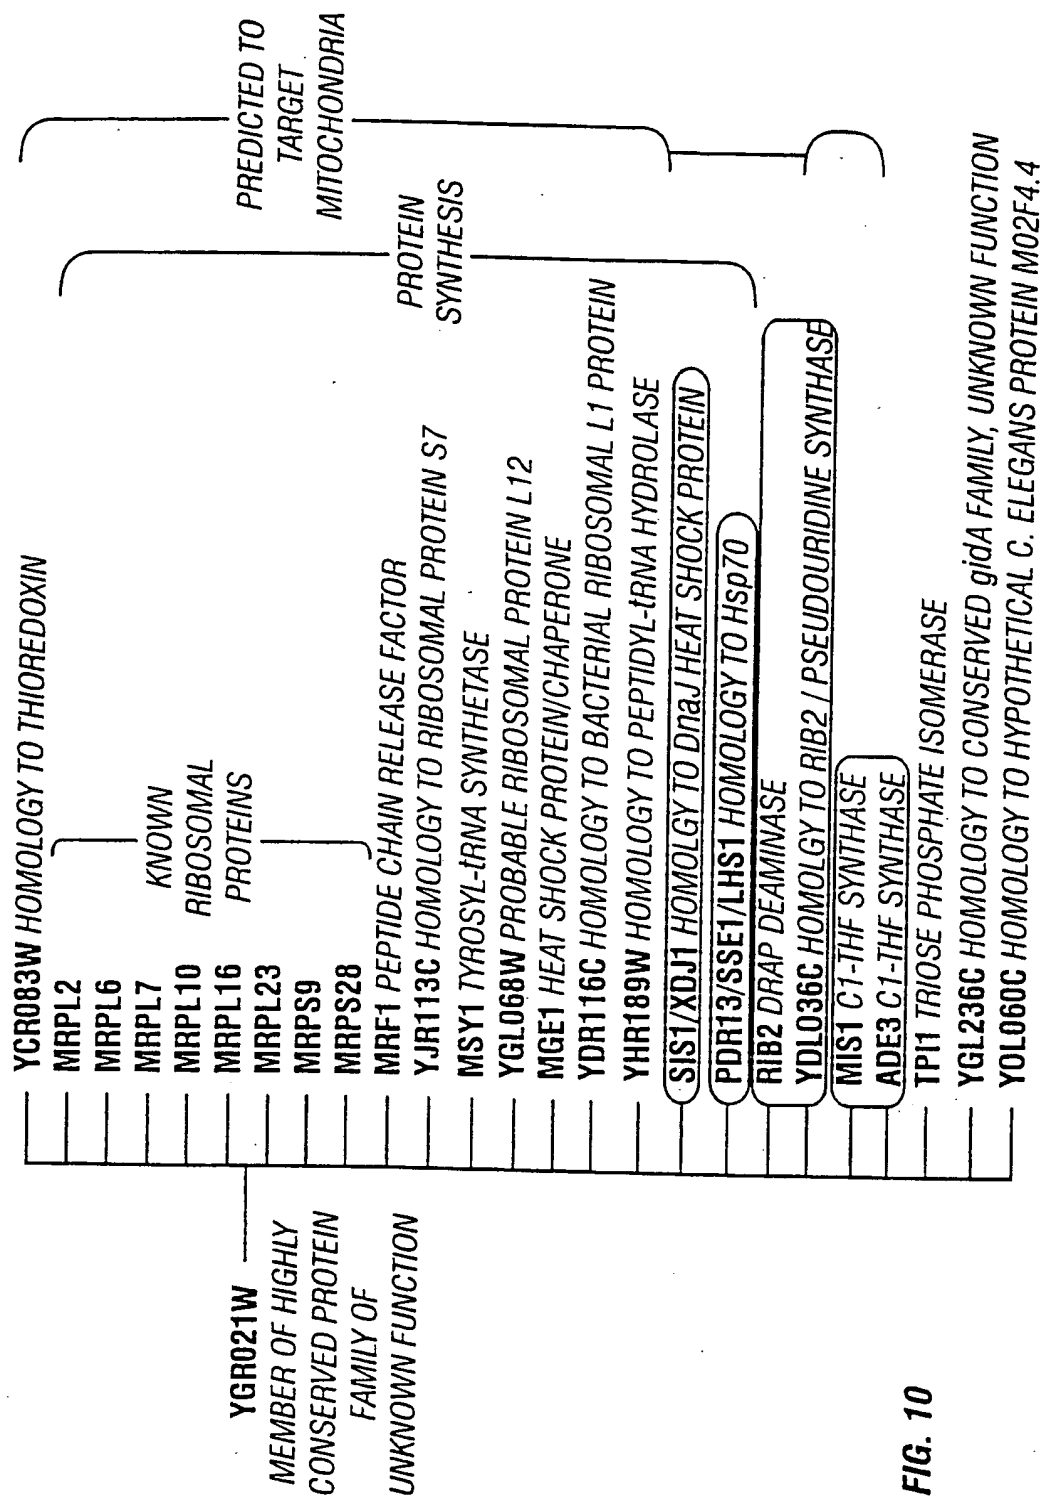 YGR021W
MEMBER OF HIGHLY
CONSERVED PROTEIN
FAMILY OF
UNKNOWN FUNCTION
YCR083W HOMOLOGY TO THIOREDOXIN
MRPL2
MRPL6
MRPL7
MRPL10
MRPL16
MRPL23
MRPS9
MRPS28
KNOWN
RIBOSOMAL
PROTEINS
MRF1 PEPTIDE CHAIN RELEASE FACTOR
YJR113C HOMOLOGY TO RIBOSOMAL PROTEIN S7
MSY1 TYROSYL-tRNA SYNTHETASE
YGL068W PROBABLE RIBOSOMAL PROTEIN L12
MGE1 HEAT SHOCK PROTEIN/CHAPERONE
YDR116C HOMOLOGY TO BACTERIAL RIBOSOMAL L1 PROTEIN
YHR189W HOMOLOGY TO PEPTIDYL-tRNA HYDROLASE
SIS1/XDJ1 HOMOLGY TO DnaJ HEAT SHOCK PROTEIN
PDR13/SSE1/LHS1 HOMOLOGY TO Hsp70
RIB2 DRAP DEAMINASE
YDL036C HOMOLGY TO RIB2 / PSEUDOURIDINE SYNTHASE
MIS1 C1-THF SYNTHASE
ADE3 C1-THF SYNTHASE
TPI1 TRIOSE PHOSPHATE ISOMERASE
YGL236C HOMOLOGY TO CONSERVED gidA FAMILY, UNKNOWN FUNCTION
YOL060C HOMOLOGY TO HYPOTHETICAL C. ELEGANS PROTEIN M02F4.4
PROTEIN
SYNTHESIS
PREDICTED TO
TARGET
MITOCHONDRIA
FIG. 10